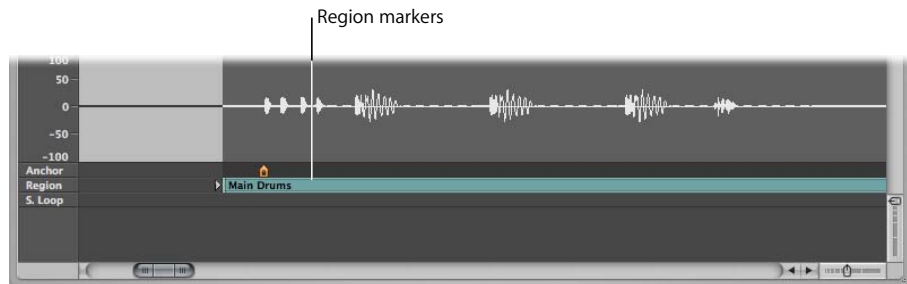 Region markers
100
50
0
-50
-100
Anchor
Region
Main Drums
S. Loop